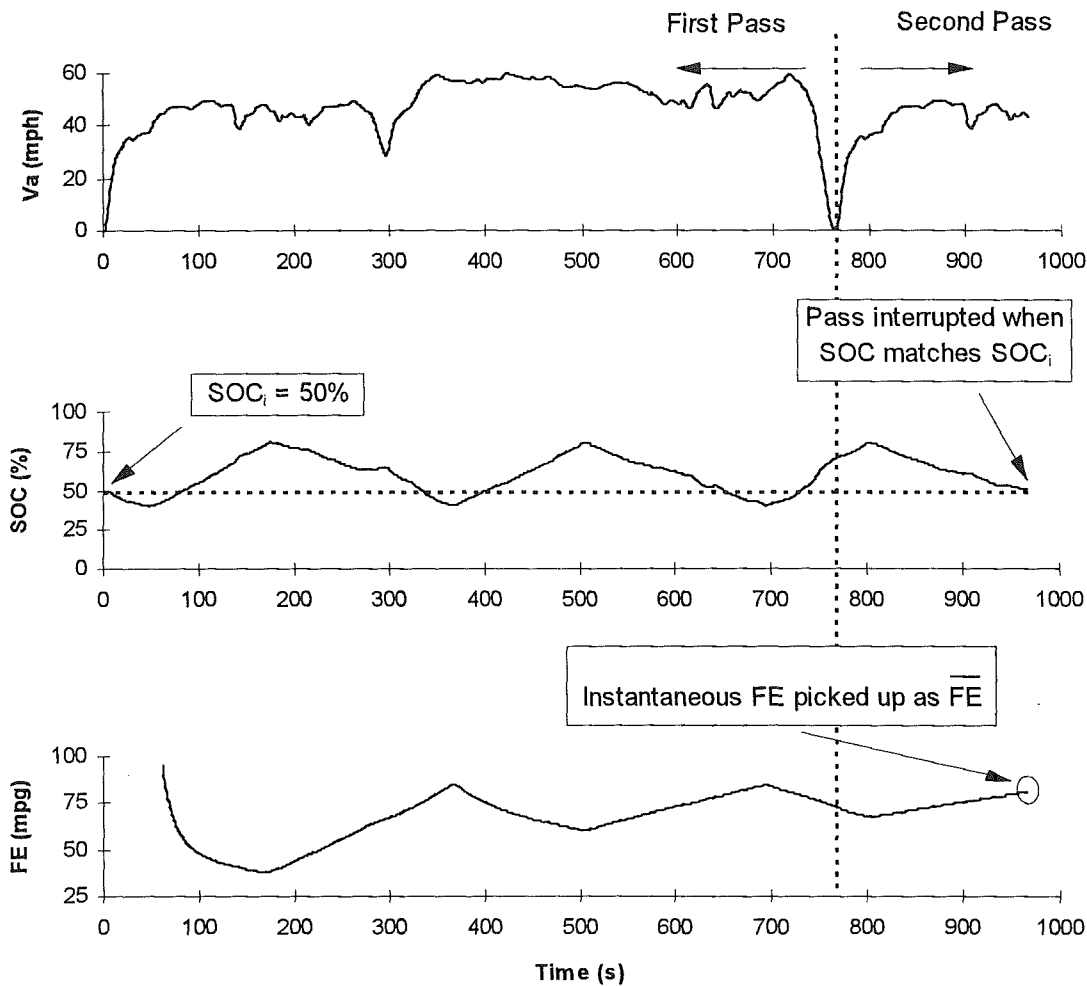 First Pass Second Pass
60
40
20
0
Va (mph)
0 100 200 300 400 500 600 700 800 900 1000
Pass interrupted when
SOC matches SOCi
SOCi = 50%
100
75
50
25
0
SOC (%)
0 100 200 300 400 500 600 700 800 900 1000
Instantaneous FE picked up as F̅E̅
100
75
50
25
FE (mpg)
0 100 200 300 400 500 600 700 800 900 1000
Time (s)